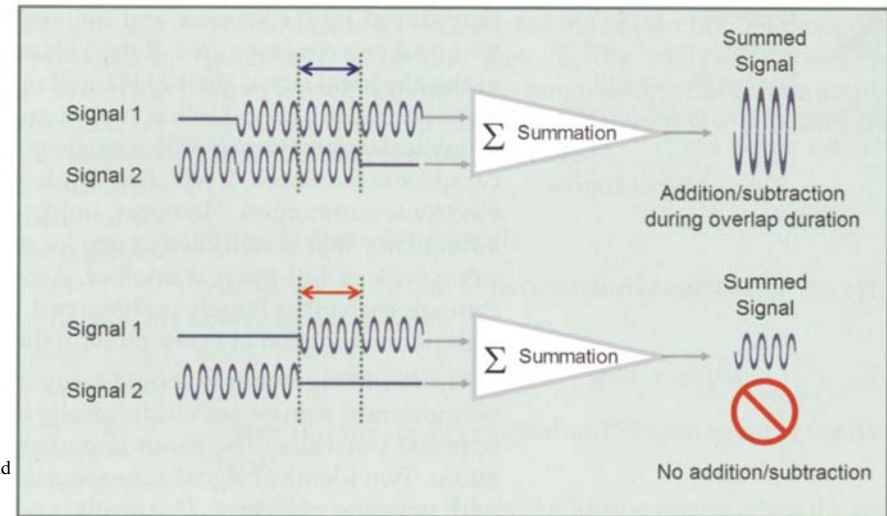 Summed
Signal
Signal 1
Σ Summation
Signal 2
Addition/subtraction
during overlap duration
Summed
Signal
Signal 1
Σ Summation
Signal 2
No addition/subtraction